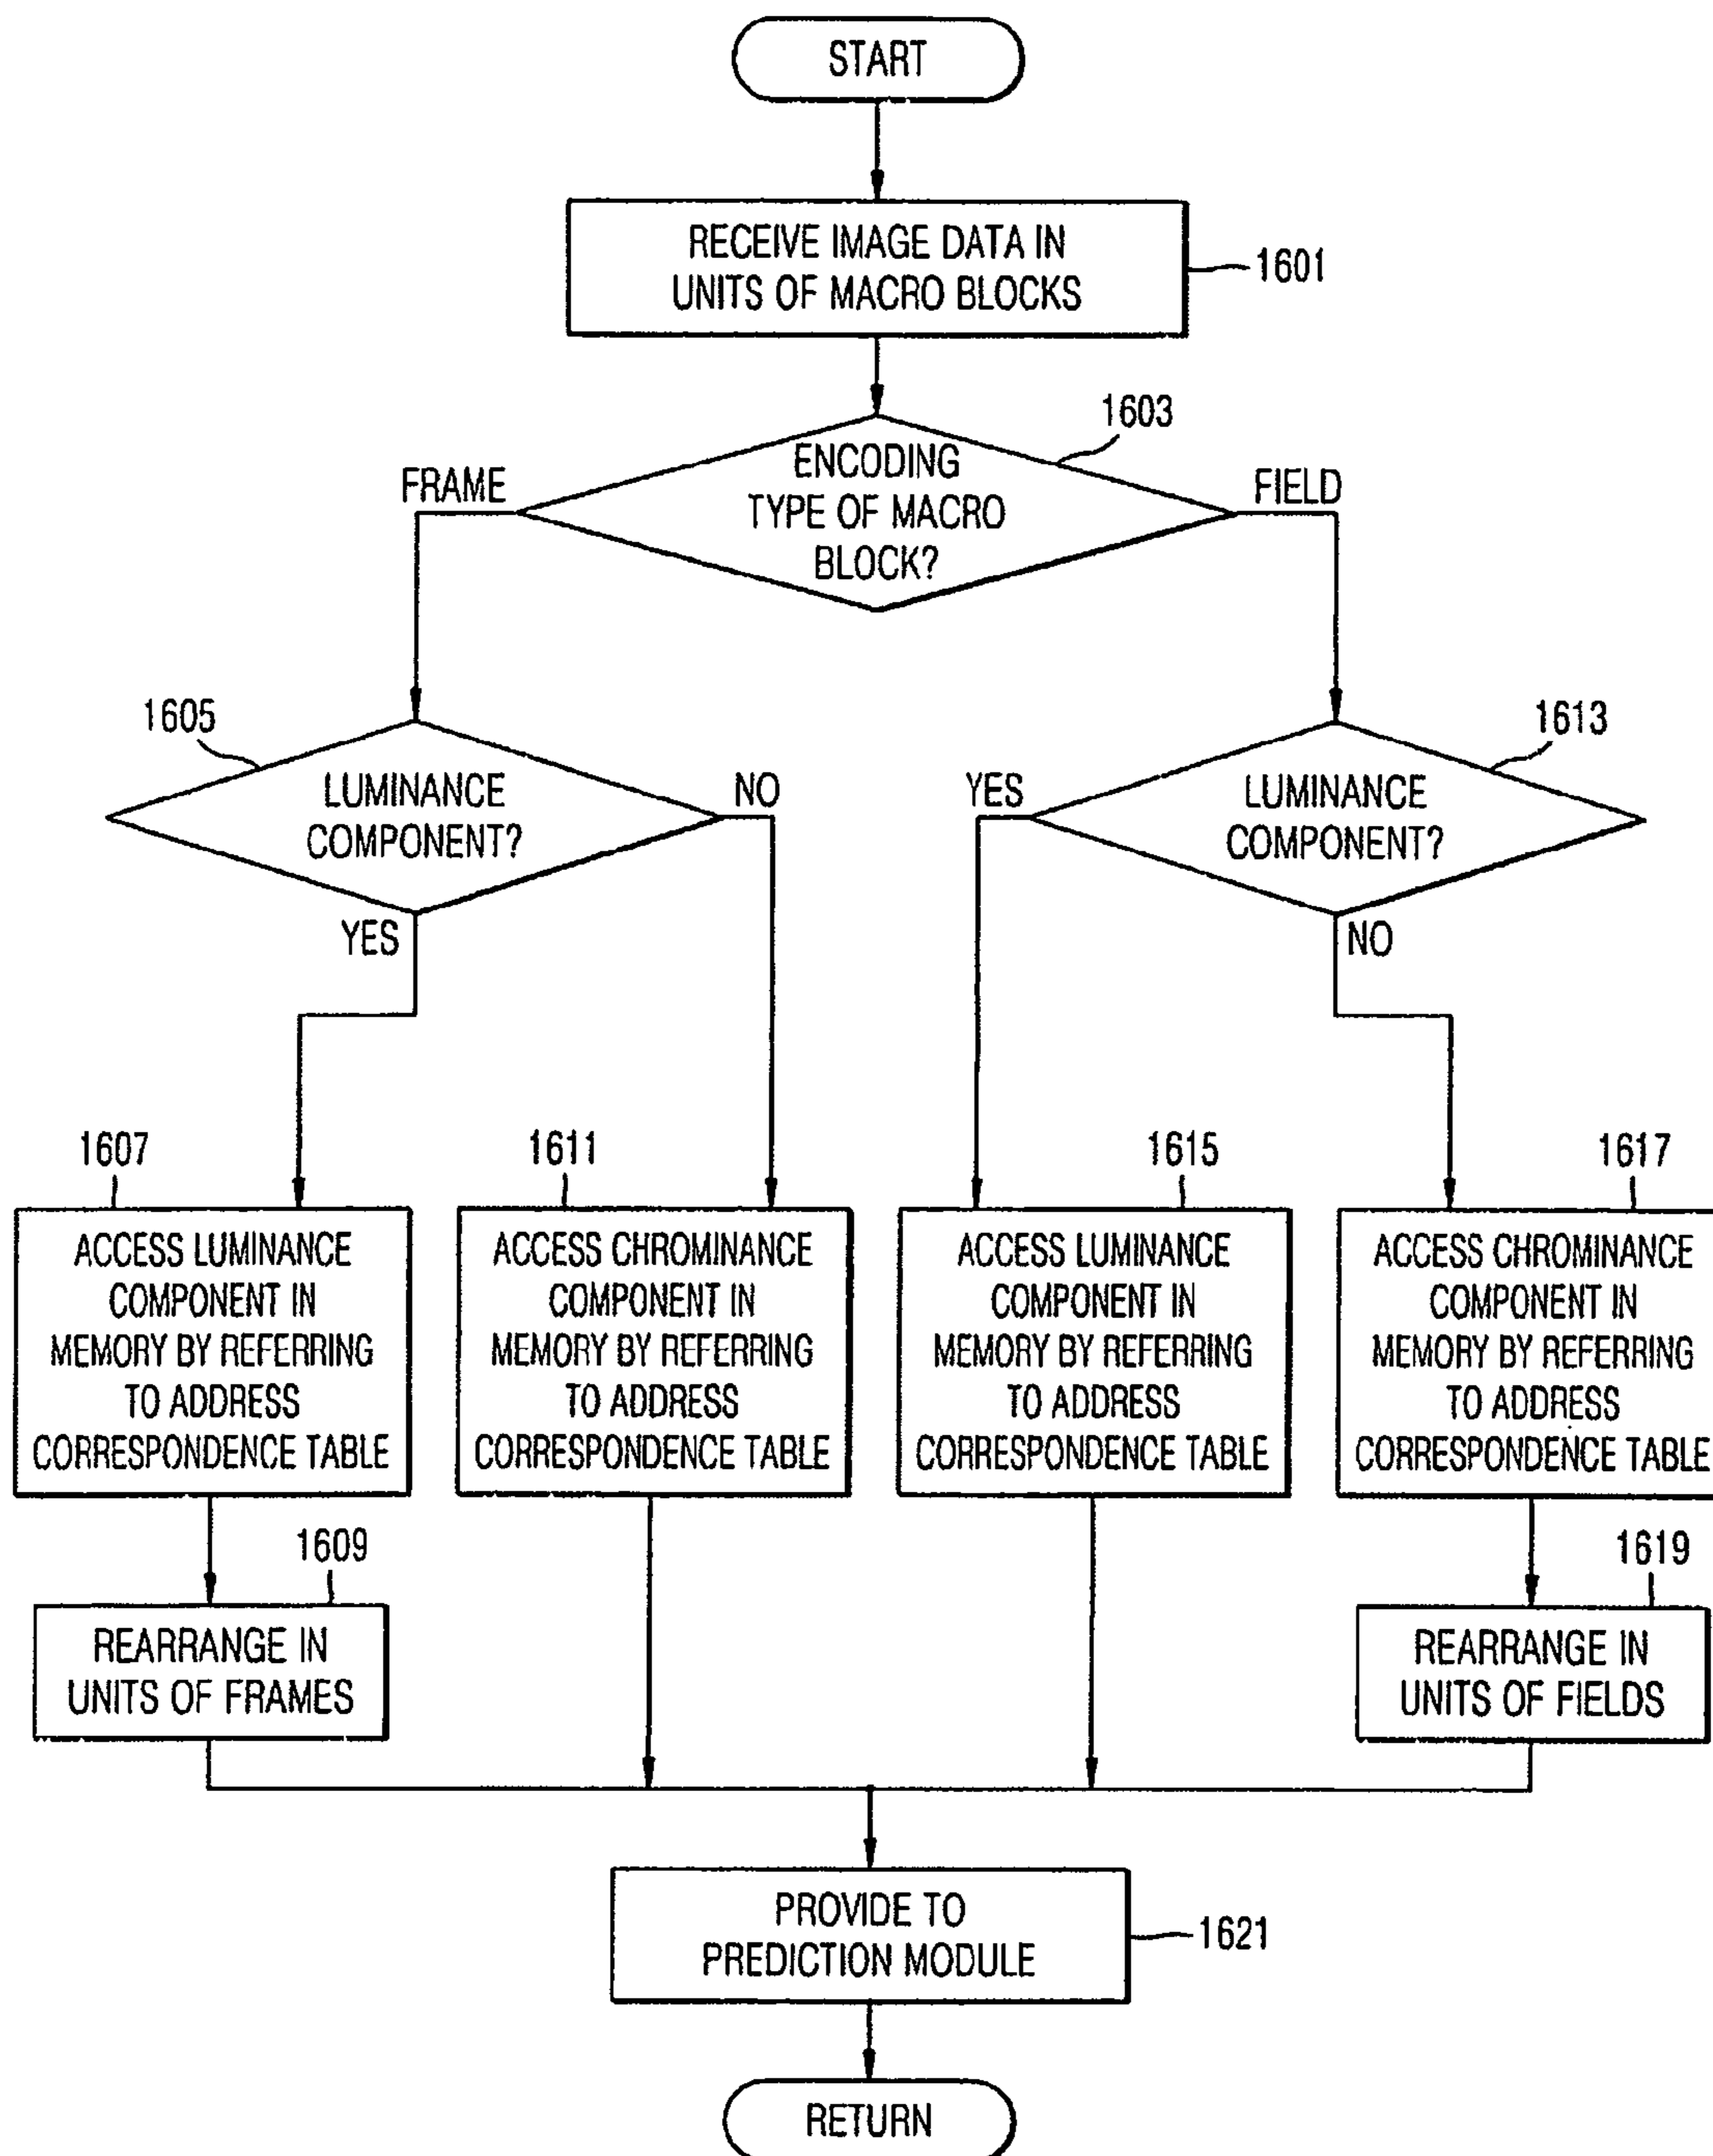 START
RECEIVE IMAGE DATA IN
UNITS OF MACRO BLOCKS
1601
1603
ENCODING
TYPE OF MACRO
BLOCK?
FRAME
FIELD
1605
LUMINANCE
COMPONENT?
NO
YES
1613
LUMINANCE
COMPONENT?
YES
NO
1607
ACCESS LUMINANCE
COMPONENT IN
MEMORY BY REFERRING
TO ADDRESS
CORRESPONDENCE TABLE
1611
ACCESS CHROMINANCE
COMPONENT IN
MEMORY BY REFERRING
TO ADDRESS
CORRESPONDENCE TABLE
1615
ACCESS LUMINANCE
COMPONENT IN
MEMORY BY REFERRING
TO ADDRESS
CORRESPONDENCE TABLE
1617
ACCESS CHROMINANCE
COMPONENT IN
MEMORY BY REFERRING
TO ADDRESS
CORRESPONDENCE TABLE
1609
REARRANGE IN
UNITS OF FRAMES
1619
REARRANGE IN
UNITS OF FIELDS
PROVIDE TO
PREDICTION MODULE
1621
RETURN